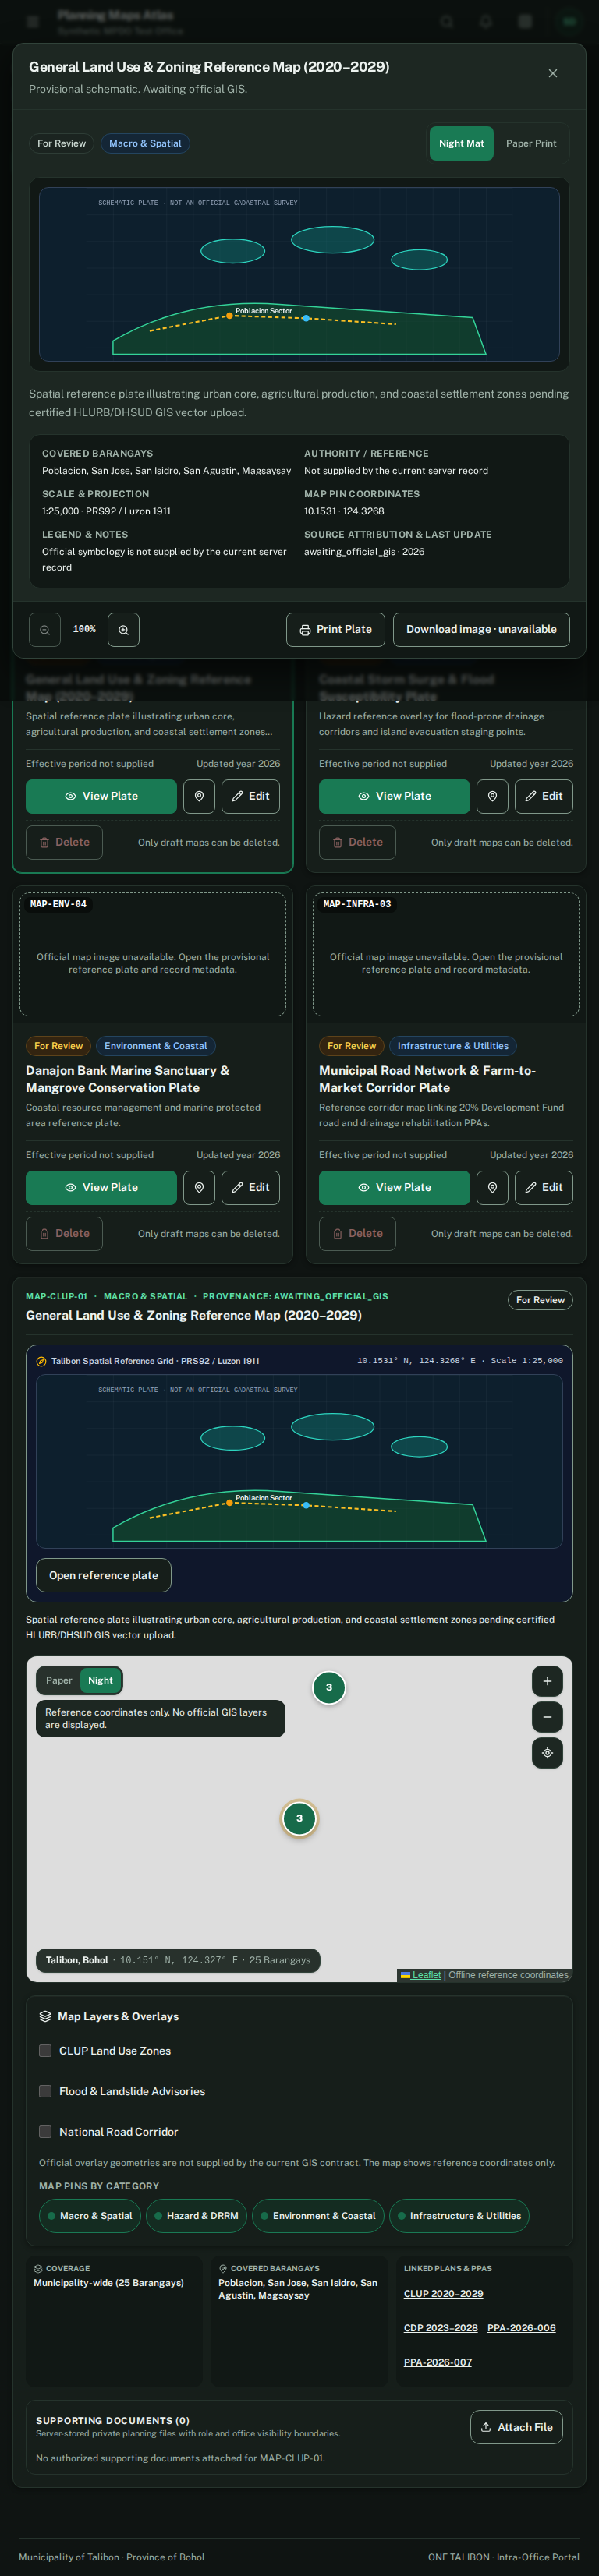 Planning Maps Atlas
General Land Use & Zoning Reference Map (2020–2029)
Provisional schematic. Awaiting official GIS.
For Review
Macro & Spatial
Night Mat
Paper Print
SCHEMATIC PLATE · NOT AN OFFICIAL CADASTRAL SURVEY
Poblacion Sector
Spatial reference plate illustrating urban core, agricultural production, and coastal settlement zones pending
certified HLURB/DHSUD GIS vector upload.
COVERED BARANGAYS
Poblacion, San Jose, San Isidro, San Agustin, Magsaysay
AUTHORITY / REFERENCE
Not supplied by the current server record
SCALE & PROJECTION
1:25,000 · PRS92 / Luzon 1911
MAP PIN COORDINATES
10.1531 · 124.3268
LEGEND & NOTES
Official symbology is not supplied by the current server
record
SOURCE ATTRIBUTION & LAST UPDATE
awaiting_official_gis · 2026
100%
Print Plate
Download image · unavailable
General Land Use & Zoning Reference
Map (2020–2029)
Spatial reference plate illustrating urban core,
agricultural production, and coastal settlement zones…
Effective period not supplied
Updated year 2026
View Plate
Edit
Delete
Only draft maps can be deleted.
Coastal Storm Surge & Flood
Susceptibility Plate
Hazard reference overlay for flood-prone drainage
corridors and island evacuation staging points.
Effective period not supplied
Updated year 2026
View Plate
Edit
Delete
Only draft maps can be deleted.
MAP-ENV-04
Official map image unavailable. Open the provisional
reference plate and record metadata.
For Review
Environment & Coastal
Danajon Bank Marine Sanctuary &
Mangrove Conservation Plate
Coastal resource management and marine protected
area reference plate.
Effective period not supplied
Updated year 2026
View Plate
Edit
Delete
Only draft maps can be deleted.
MAP-INFRA-03
Official map image unavailable. Open the provisional
reference plate and record metadata.
For Review
Infrastructure & Utilities
Municipal Road Network & Farm-to-
Market Corridor Plate
Reference corridor map linking 20% Development Fund
road and drainage rehabilitation PPAs.
Effective period not supplied
Updated year 2026
View Plate
Edit
Delete
Only draft maps can be deleted.
MAP-CLUP-01 · MACRO & SPATIAL · PROVENANCE: AWAITING_OFFICIAL_GIS
General Land Use & Zoning Reference Map (2020–2029)
For Review
Talibon Spatial Reference Grid · PRS92 / Luzon 1911
10.1531° N, 124.3268° E · Scale 1:25,000
SCHEMATIC PLATE · NOT AN OFFICIAL CADASTRAL SURVEY
Poblacion Sector
Open reference plate
Spatial reference plate illustrating urban core, agricultural production, and coastal settlement zones pending certified
HLURB/DHSUD GIS vector upload.
Paper
Night
Reference coordinates only. No official GIS layers
are displayed.
3
3
+
−
Talibon, Bohol · 10.151° N, 124.327° E · 25 Barangays
Leaflet | Offline reference coordinates
Map Layers & Overlays
CLUP Land Use Zones
Flood & Landslide Advisories
National Road Corridor
Official overlay geometries are not supplied by the current GIS contract. The map shows reference coordinates only.
MAP PINS BY CATEGORY
Macro & Spatial
Hazard & DRRM
Environment & Coastal
Infrastructure & Utilities
COVERAGE
Municipality-wide (25 Barangays)
COVERED BARANGAYS
Poblacion, San Jose, San Isidro, San
Agustin, Magsaysay
LINKED PLANS & PPAS
CLUP 2020–2029
CDP 2023–2028 PPA-2026-006
PPA-2026-007
SUPPORTING DOCUMENTS (0)
Server-stored private planning files with role and office visibility boundaries.
Attach File
No authorized supporting documents attached for MAP-CLUP-01.
Municipality of Talibon · Province of Bohol
ONE TALIBON · Intra-Office Portal